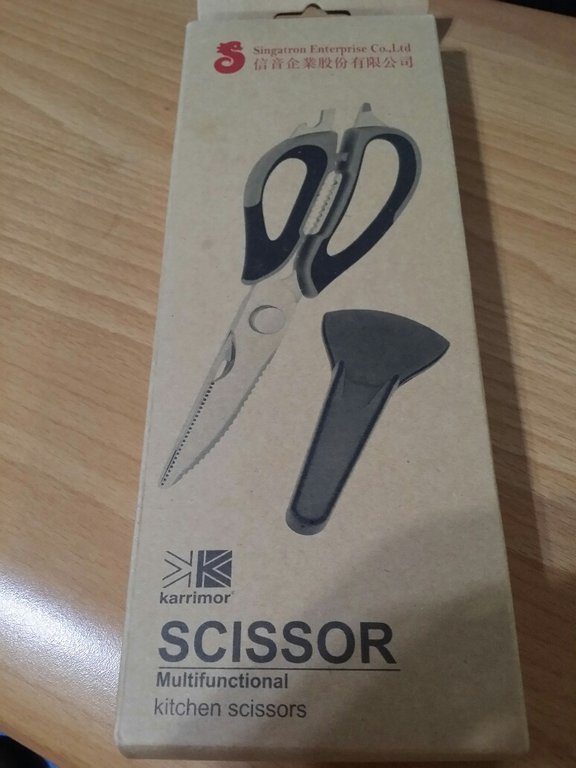 Singatron Enterprise Co.,Ltd
信音企業股份有限公司
karrimor®
SCISSOR
Multifunctional
kitchen scissors